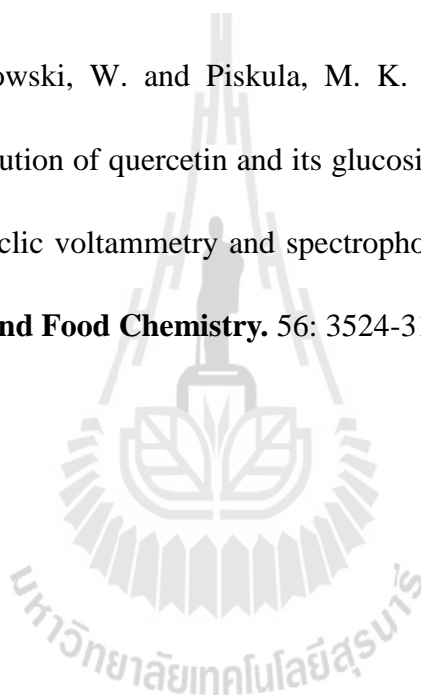 owski, W. and Piskula, M. K.
ution of quercetin and its glucosi
clic voltammetry and spectropho
nd Food Chemistry. 56: 3524-31
มหาวิทยาลัยเทคโนโลยีสุรนารี